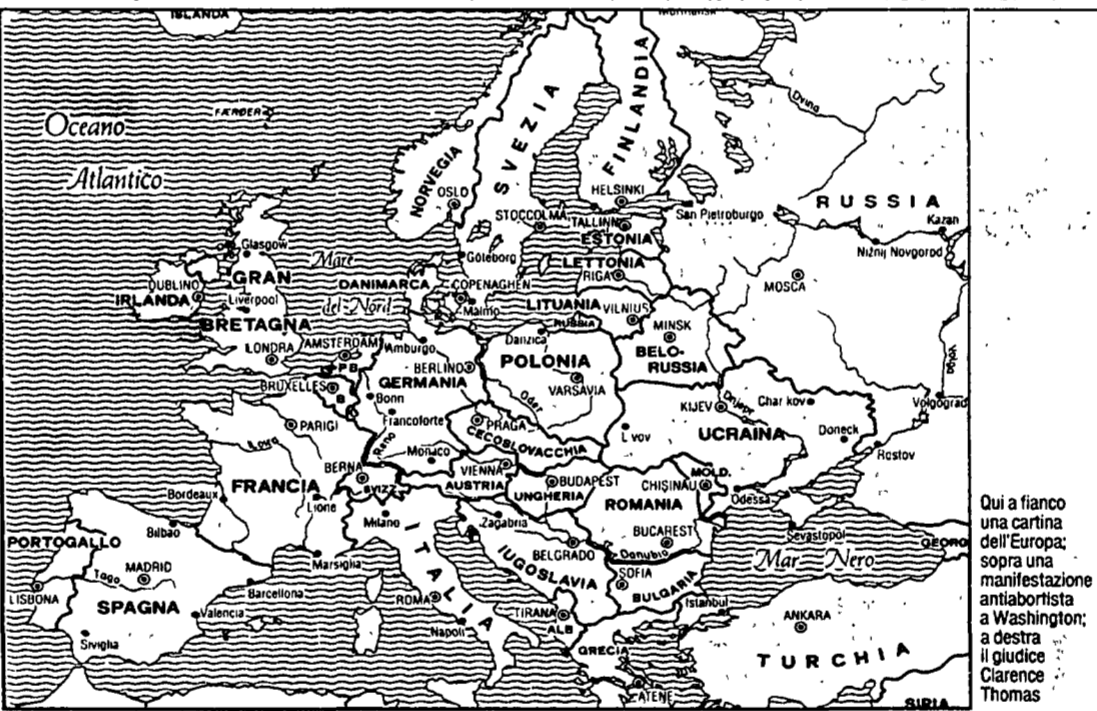 ISLANDA
Murmansk
FÆRÖER
Oceano
Atlantico
NORVEGIA
SVEZIA
FINLANDIA
Dvina
OSLO
HELSINKI
STOCCOLMA
TALLINN
ESTONIA
San Pietroburgo
RUSSIA
Kazan
Nižnij Novgorod
Glasgow
Mare
del Nord
Göteborg
LETTONIA
RIGA
MOSCA
GRAN
BRETAGNA
DUBLINO
IRLANDA
Liverpool
DANIMARCA
COPENAGHEN
Malmo
LITUANIA
VILNIUS
RUSSIA
MINSK
BELO-
RUSSIA
LONDRA
AMSTERDAM
PB
Amburgo
BERLINO
GERMANIA
Danzica
POLONIA
VARSAVIA
Oder
BRUXELLES
B
Bonn
Francoforte
Reno
PRAGA
CECOSLOVACCHIA
KIJEV
Dnjepr
Char kov
Volga
Volgograd
L vov
UCRAINA
Doneck
Rostov
PARIGI
Loira
Monaco
VIENNA
AUSTRIA
BERNA
SVIZZ
BUDAPEST
UNGHERIA
MOLD.
CHIŞINĂU
Odessa
FRANCIA
Bordeaux
Lione
Milano
Zagabria
ROMANIA
BUCAREST
Danubio
Sevastopol
GEORG
Bilbao
Marsiglia
ITALIA
BELGRADO
IUGOSLAVIA
SOFIA
BULGARIA
Mar Nero
PORTOGALLO
MADRID
Tago
LISBONA
SPAGNA
Barcellona
Valencia
Siviglia
ROMA
Napoli
TIRANA
ALB
GRECIA
ATENE
Istanbul
ANKARA
TURCHIA
SIRIA
Qui a fianco
una cartina
dell'Europa;
sopra una
manifestazione
antiabortista
a Washington;
a destra
il giudice
Clarence
Thomas